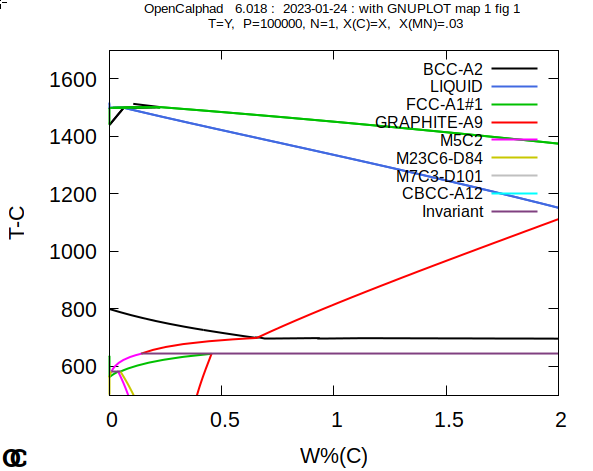 OpenCalphad 6.018 : 2023-01-24 : with GNUPLOT map 1 fig 1
T=Y, P=100000, N=1, X(C)=X, X(MN)=.03
BCC-A2
LIQUID
FCC-A1#1
GRAPHITE-A9
M5C2
M23C6-D84
M7C3-D101
CBCC-A12
Invariant
1600
1400
1200
1000
800
600
T-C
0 0.5 1 1.5 2
W%(C)